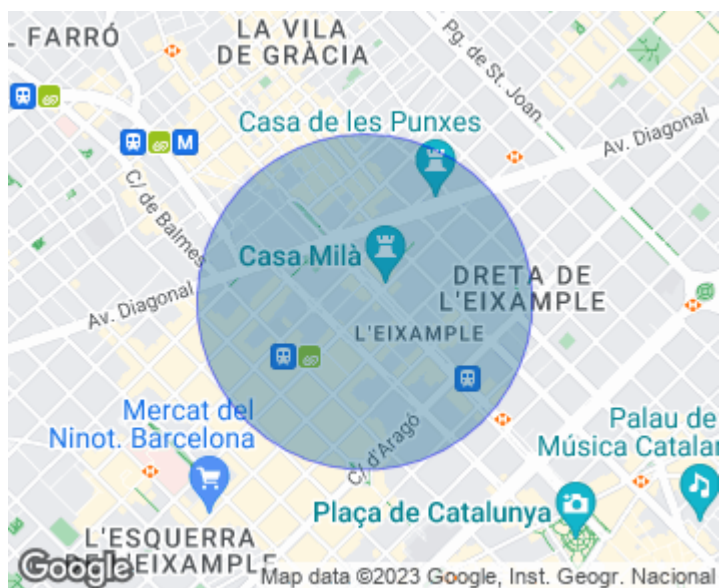 L FARRÓ
LA VILA
DE GRÀCIA
Pg. de St. Joan
Casa de les Punxes
M
Av. Diagonal
C/ de Balmes
Casa Milà
DRETA DE
L'EIXAMPLE
Av. Diagonal
L'EIXAMPLE
Mercat del
Ninot. Barcelona
C/ d'Aragó
Palau de
Música Catalan
Plaça de Catalunya
L'ESQUERRA
DE L'EIXAMPLE
Google
Map data ©2023 Google, Inst. Geogr. Nacional